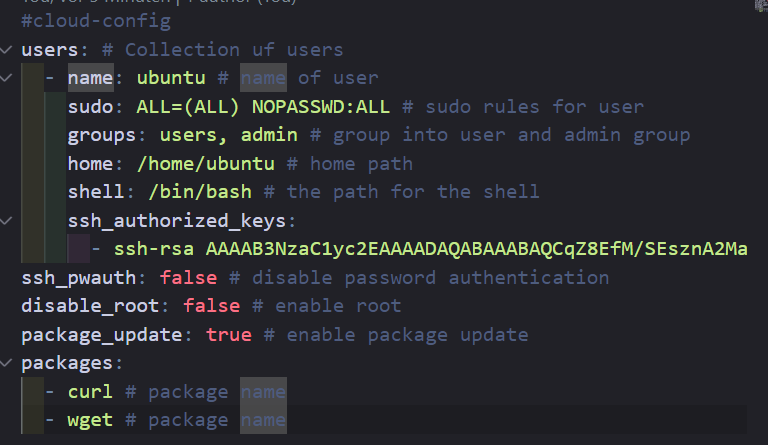 #cloud-config
users: # Collection uf users
  - name: ubuntu # name of user
    sudo: ALL=(ALL) NOPASSWD:ALL # sudo rules for user
    groups: users, admin # group into user and admin group
    home: /home/ubuntu # home path
    shell: /bin/bash # the path for the shell
    ssh_authorized_keys:
      - ssh-rsa AAAAB3NzaC1yc2EAAAADAQABAAABAQCqZ8EfM/SEsznA2Ma
ssh_pwauth: false # disable password authentication
disable_root: false # enable root
package_update: true # enable package update
packages:
  - curl # package name
  - wget # package name